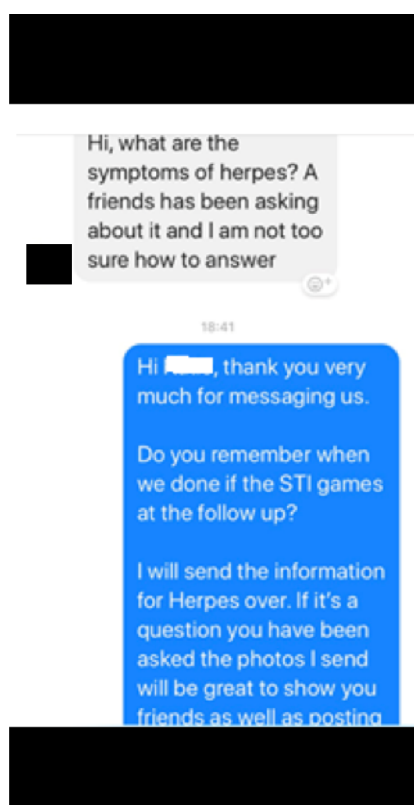 Hi, what are the
symptoms of herpes? A
friends has been asking
about it and I am not too
sure how to answer
18:41
Hi , thank you very
much for messaging us.
Do you remember when
we done if the STI games
at the follow up?
I will send the information
for Herpes over. If it's a
question you have been
asked the photos I send
will be great to show you
friends as well as posting